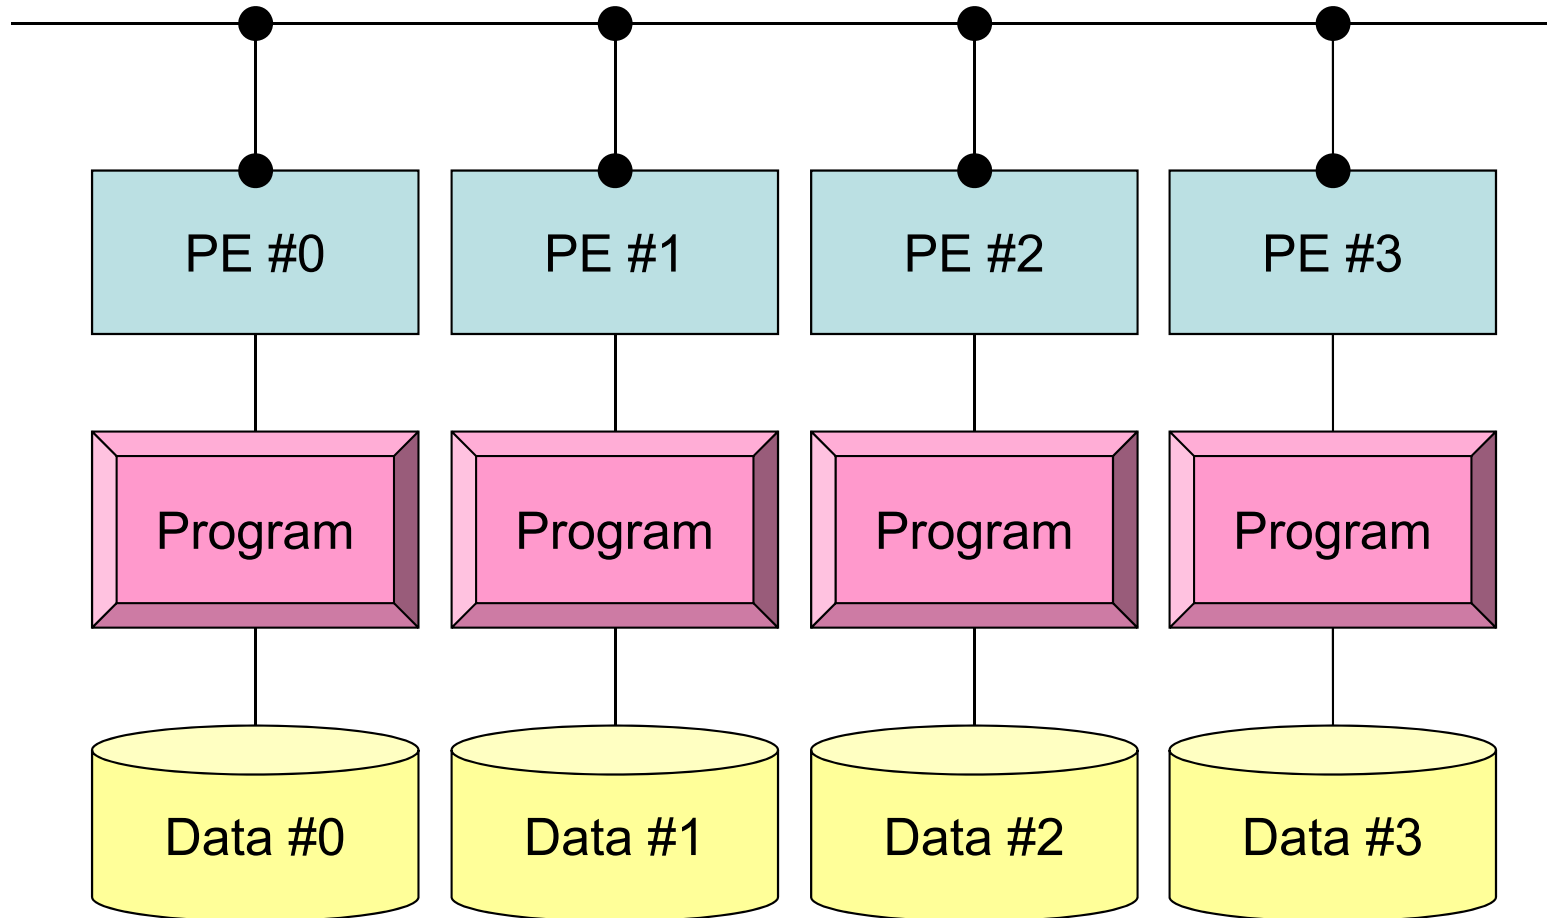 PE #0
PE #1
PE #2
PE #3
Program
Program
Program
Program
Data #0
Data #1
Data #2
Data #3